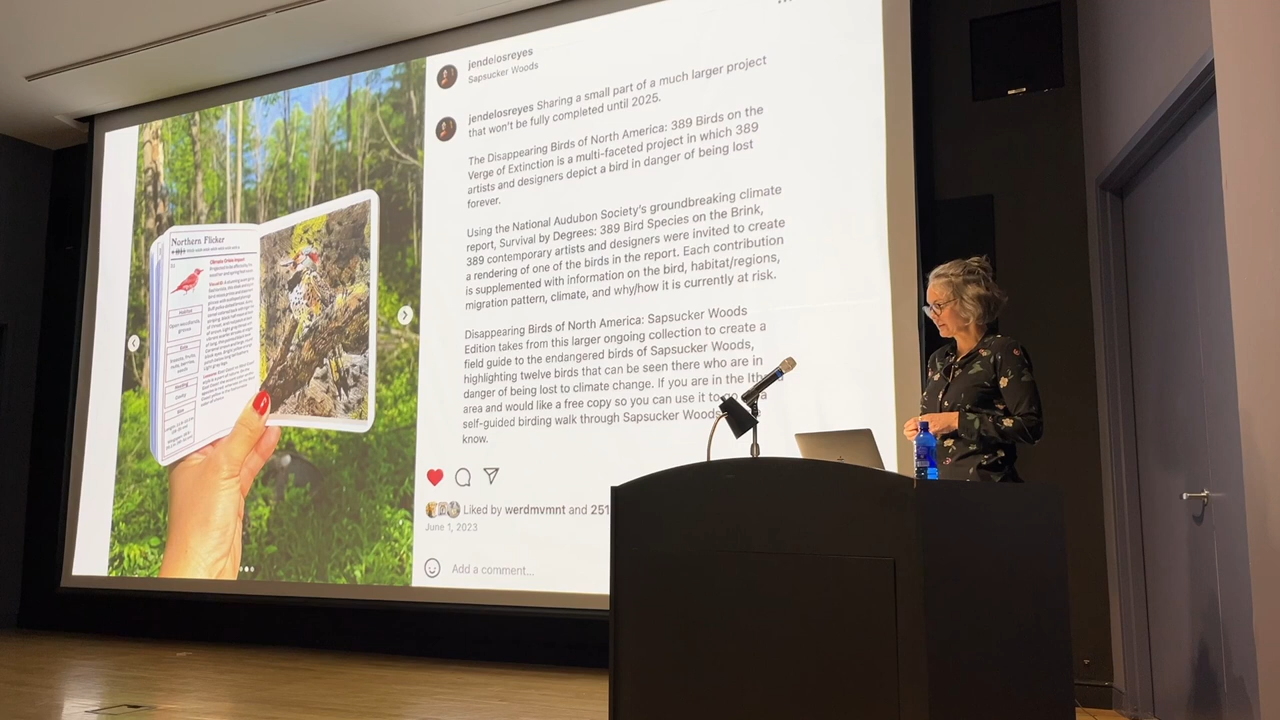 jendelosreyes
Sapsucker Woods
jendelosreyes Sharing a small part of a much larger project
that won't be fully completed until 2025.
The Disappearing Birds of North America: 389 Birds on the
Verge of Extinction is a multi-faceted project in which 389
artists and designers depict a bird in danger of being lost
forever.
Using the National Audubon Society's groundbreaking climate
report, Survival by Degrees: 389 Bird Species on the Brink,
389 contemporary artists and designers were invited to create
a rendering of one of the birds in the report. Each contribution
is supplemented with information on the bird, habitat/regions,
migration pattern, climate, and why/how it is currently at risk.
Disappearing Birds of North America: Sapsucker Woods
Edition takes from this larger ongoing collection to create a
field guide to the endangered birds of Sapsucker Woods,
highlighting twelve birds that can be seen there who are in
danger of being lost to climate change. If you are in the Ith
area and would like a free copy so you can use it to go a
self-guided birding walk through Sapsucker Woods
know.
Liked by werdmvmnt and 251
June 1, 2023
Add a comment...
Northern Flicker
Habitat
Open woodlands,
groves